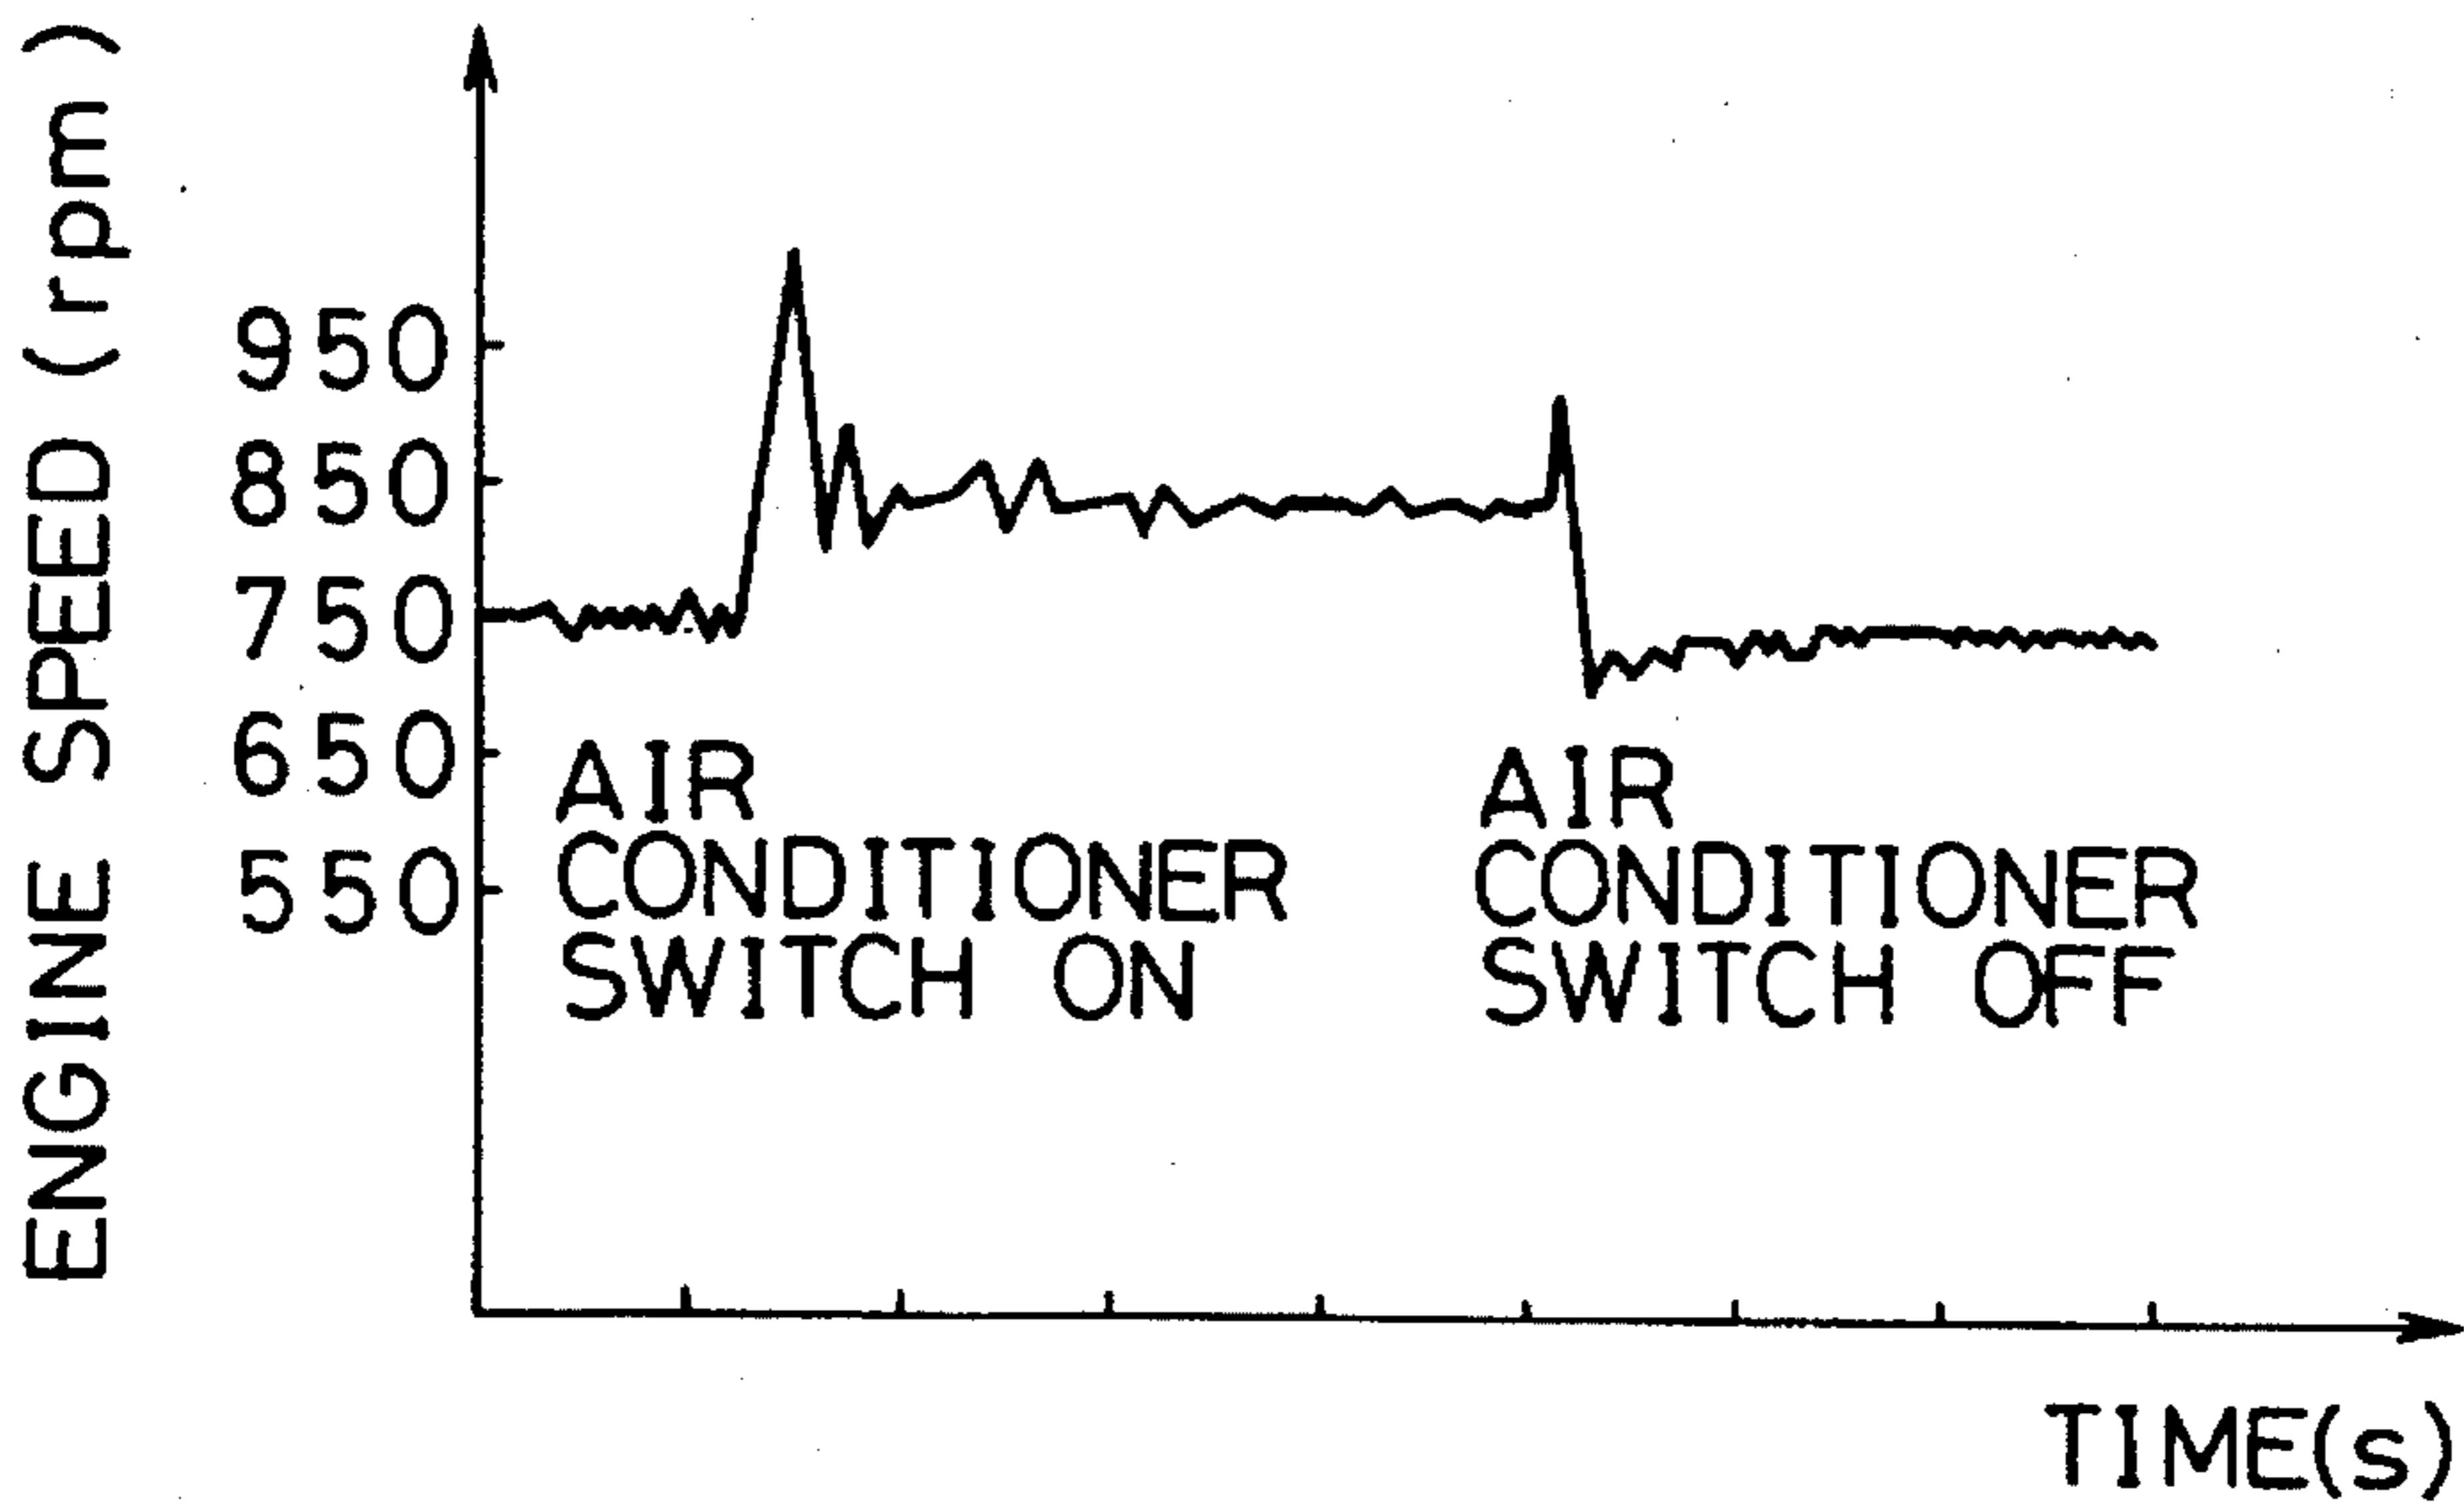 ENGINE SPEED (rpm)
950
850
750
650
550
AIR
CONDITIONER
SWITCH ON
AIR
CONDITIONER
SWITCH OFF
TIME(s)